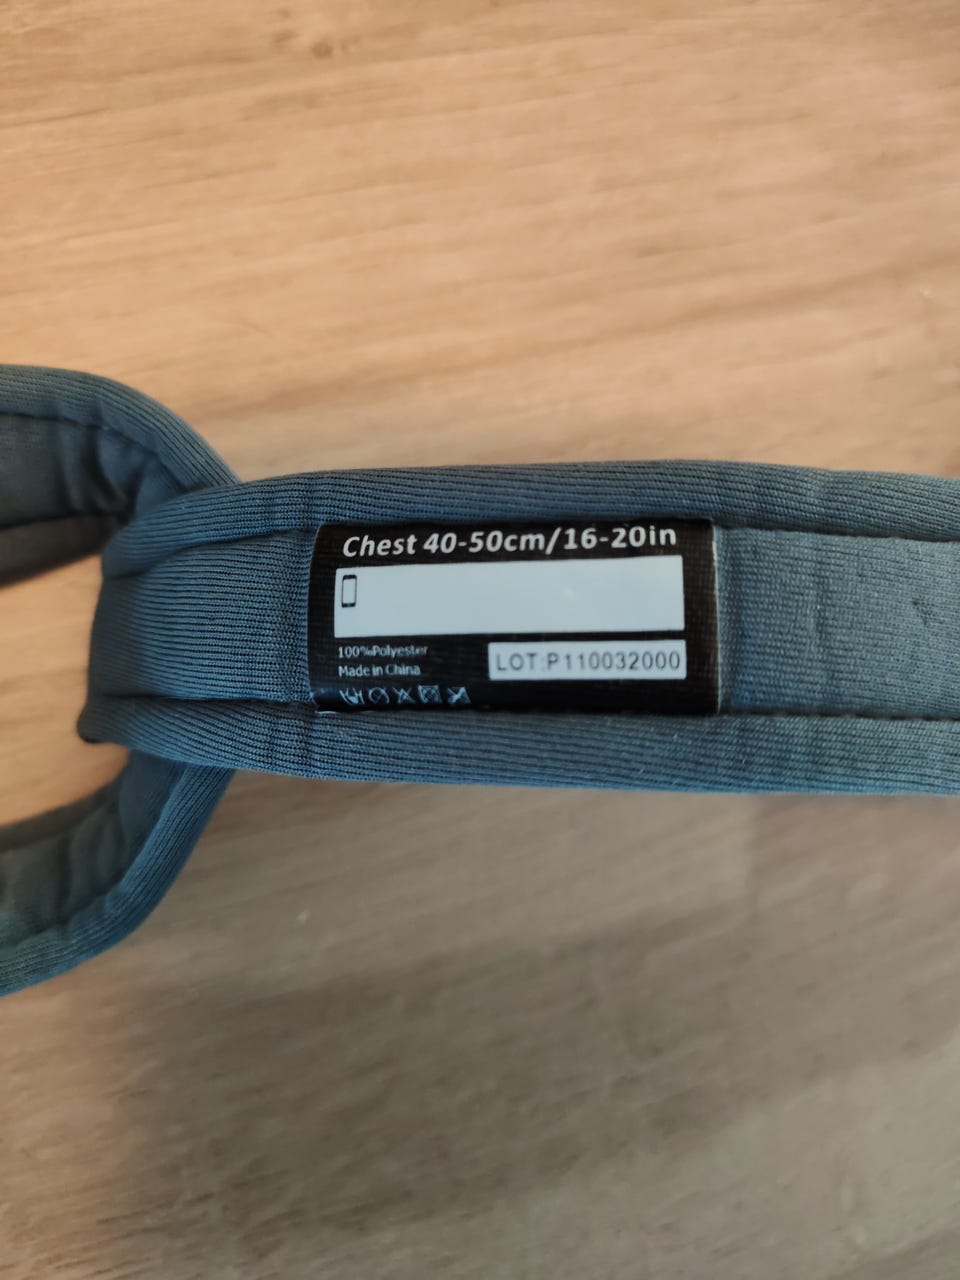 Chest 40-50cm/16-20in
100%Polyester
Made in China
LOT:P110032000